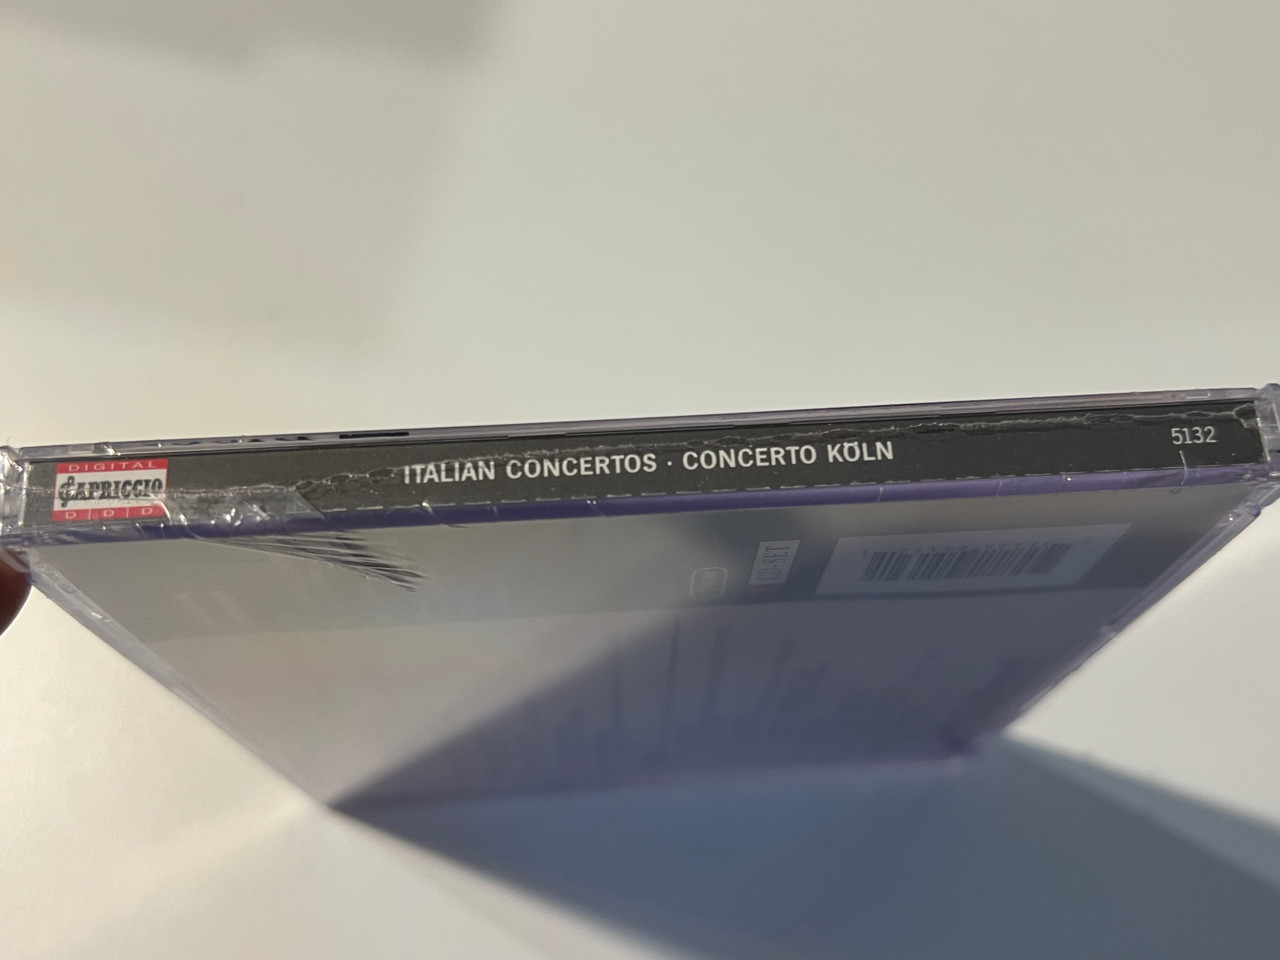 DIGITAL
CAPRICCIO
D D D
ITALIAN CONCERTOS · CONCERTO KÖLN
5132